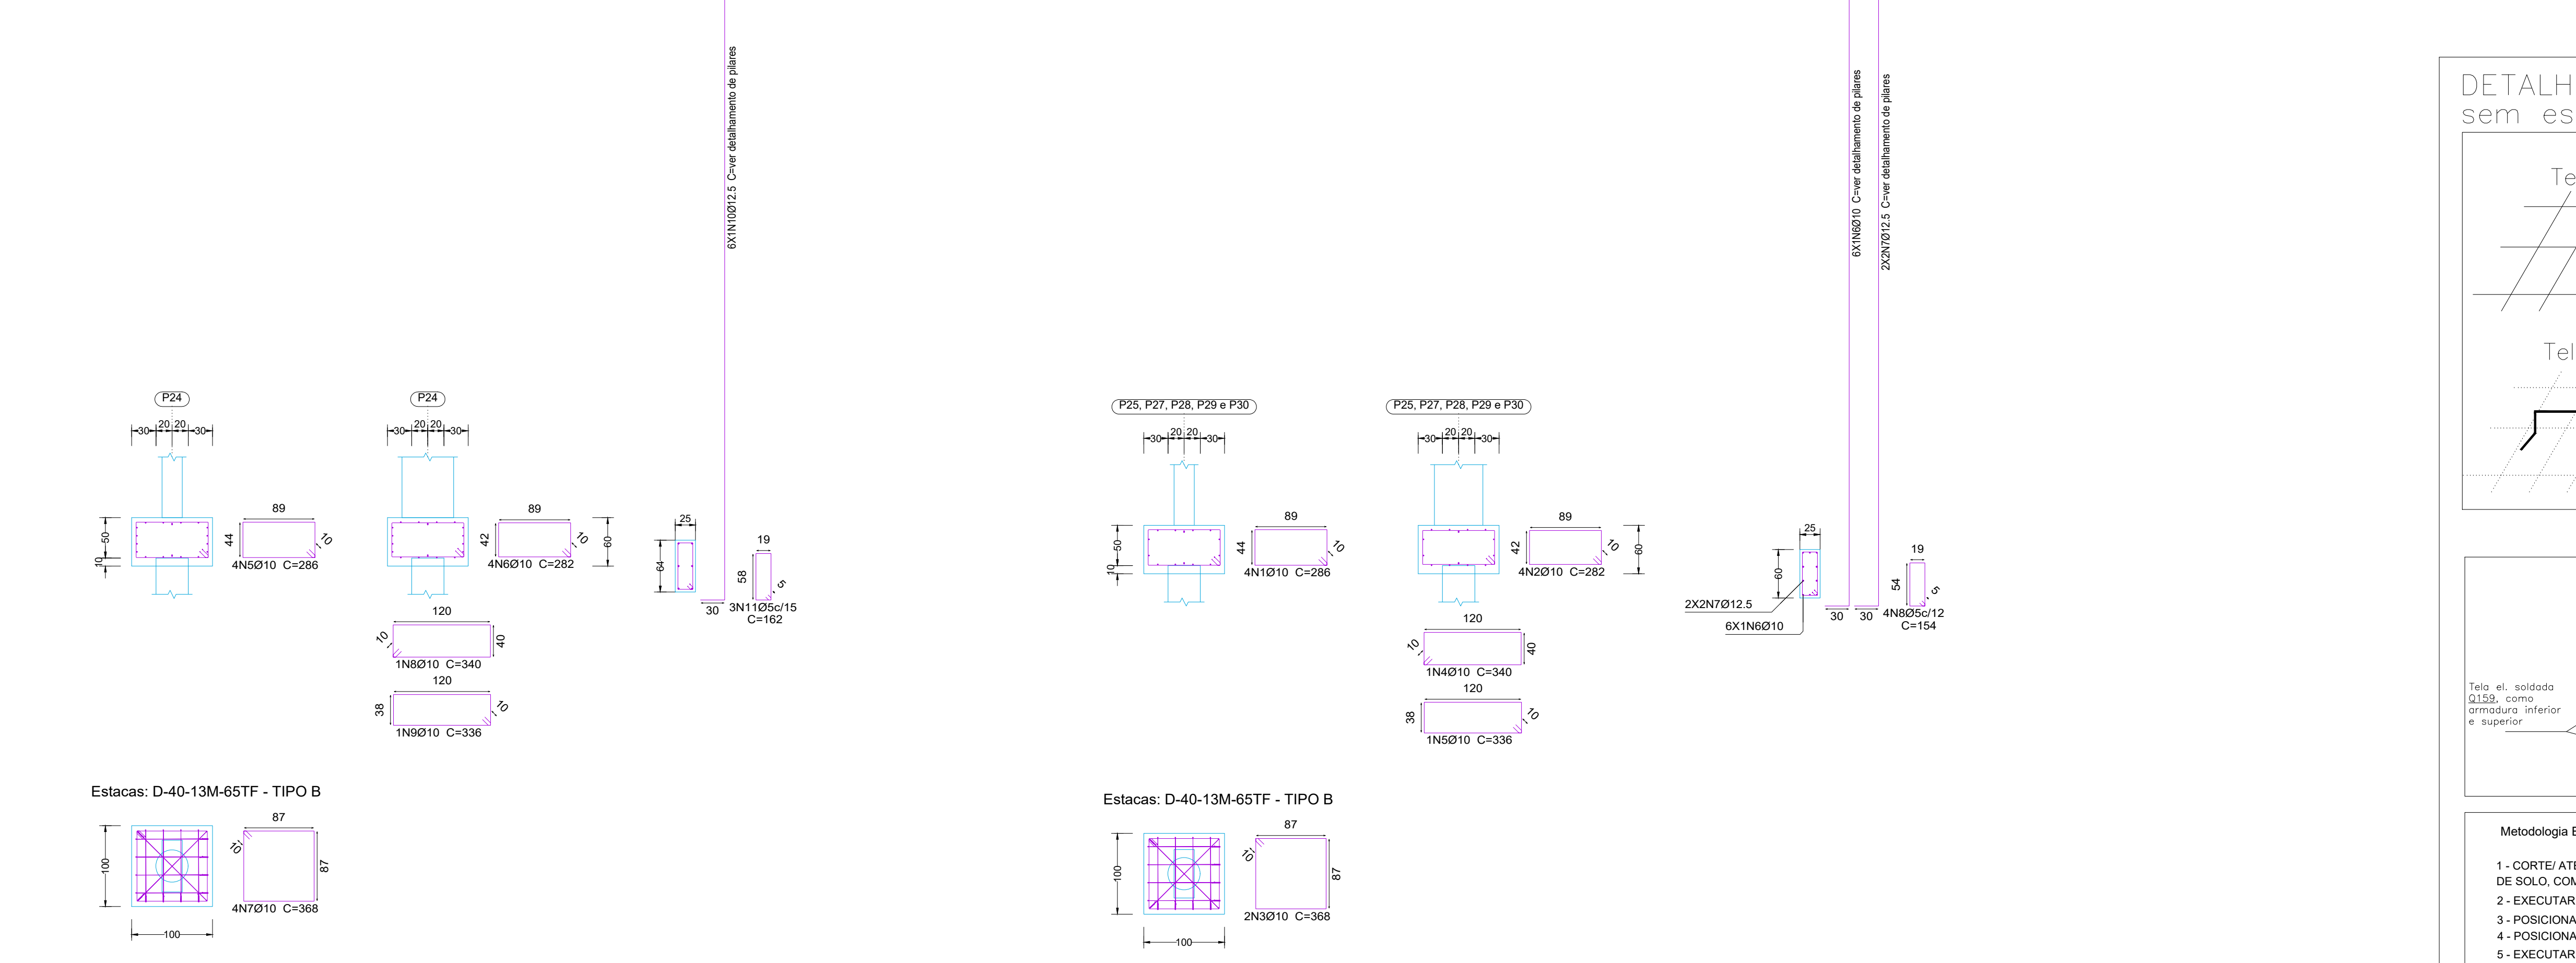 6X1N10Ø12.5 C=ver detalhamento de pilares
P24
30 20 20 30
50
10
89
44
10
4N5Ø10 C=286
P24
30 20 20 30
89
42
10
4N6Ø10 C=282
60
120
10
40
1N8Ø10 C=340
120
38
10
1N9Ø10 C=336
25
64
30
19
58
5
3N11Ø5c/15
C=162
Estacas: D-40-13M-65TF - TIPO B
100
100
87
10
87
4N7Ø10 C=368
6X1N6Ø10 C=ver detalhamento de pilares
2X2N7Ø12.5 C=ver detalhamento de pilares
P25, P27, P28, P29 e P30
30 20 20 30
50
10
89
44
10
4N1Ø10 C=286
P25, P27, P28, P29 e P30
30 20 20 30
89
42
10
4N2Ø10 C=282
60
120
10
40
1N4Ø10 C=340
120
38
10
1N5Ø10 C=336
25
60
2X2N7Ø12.5
6X1N6Ø10
30
30
19
54
5
4N8Ø5c/12
C=154
Estacas: D-40-13M-65TF - TIPO B
100
100
87
10
87
2N3Ø10 C=368
DETALH
sem es
Te
Tel
Tela el. soldada
Q159, como
armadura inferior
e superior
Metodologia E
1 - CORTE/ ATE
DE SOLO, COM
2 - EXECUTAR
3 - POSICIONA
4 - POSICIONA
5 - EXECUTAR